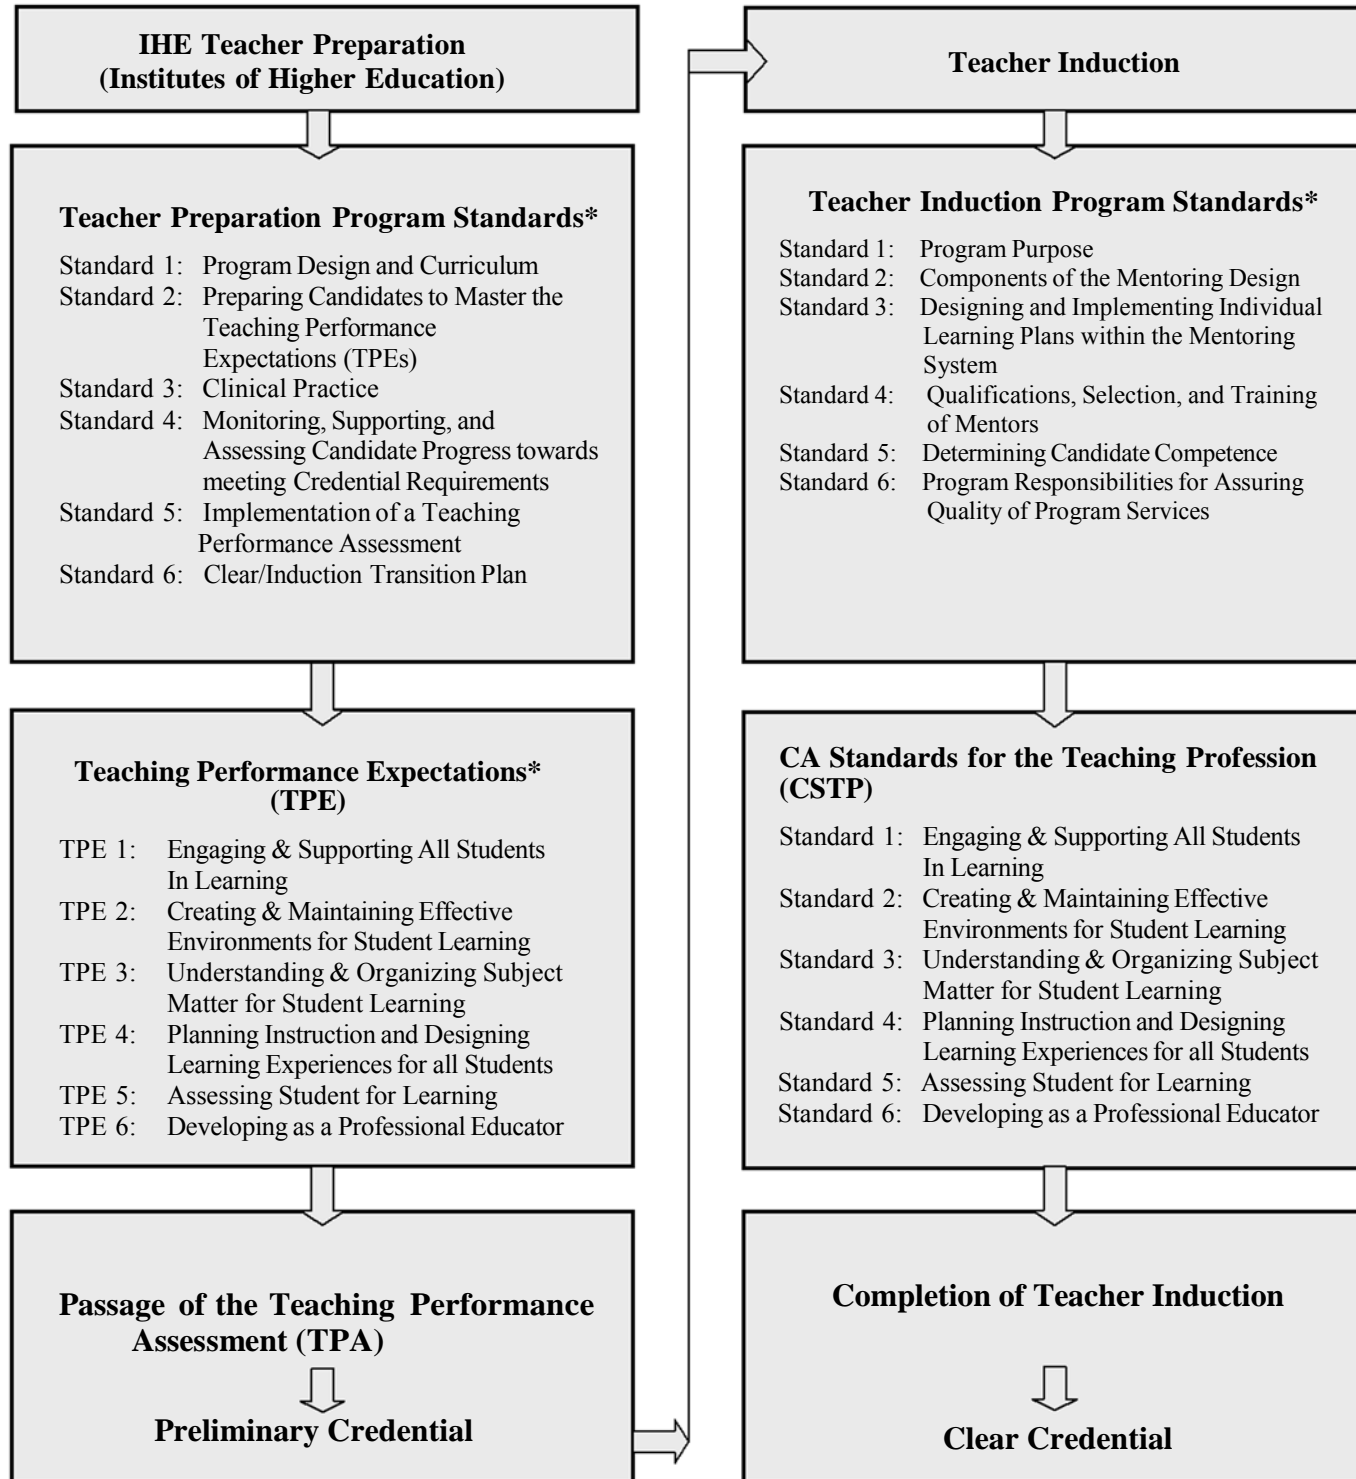 IHE Teacher Preparation
(Institutes of Higher Education)
Teacher Preparation Program Standards*
Standard 1: Program Design and Curriculum
Standard 2: Preparing Candidates to Master the
Teaching Performance
Expectations (TPEs)
Standard 3: Clinical Practice
Standard 4: Monitoring, Supporting, and
Assessing Candidate Progress towards
meeting Credential Requirements
Standard 5: Implementation of a Teaching
Performance Assessment
Standard 6: Clear/Induction Transition Plan
Teaching Performance Expectations*
(TPE)
TPE 1: Engaging & Supporting All Students
In Learning
TPE 2: Creating & Maintaining Effective
Environments for Student Learning
TPE 3: Understanding & Organizing Subject
Matter for Student Learning
TPE 4: Planning Instruction and Designing
Learning Experiences for all Students
TPE 5: Assessing Student for Learning
TPE 6: Developing as a Professional Educator
Passage of the Teaching Performance
Assessment (TPA)
Preliminary Credential
Teacher Induction
Teacher Induction Program Standards*
Standard 1: Program Purpose
Standard 2: Components of the Mentoring Design
Standard 3: Designing and Implementing Individual
Learning Plans within the Mentoring
System
Standard 4: Qualifications, Selection, and Training
of Mentors
Standard 5: Determining Candidate Competence
Standard 6: Program Responsibilities for Assuring
Quality of Program Services
CA Standards for the Teaching Profession
(CSTP)
Standard 1: Engaging & Supporting All Students
In Learning
Standard 2: Creating & Maintaining Effective
Environments for Student Learning
Standard 3: Understanding & Organizing Subject
Matter for Student Learning
Standard 4: Planning Instruction and Designing
Learning Experiences for all Students
Standard 5: Assessing Student for Learning
Standard 6: Developing as a Professional Educator
Completion of Teacher Induction
Clear Credential